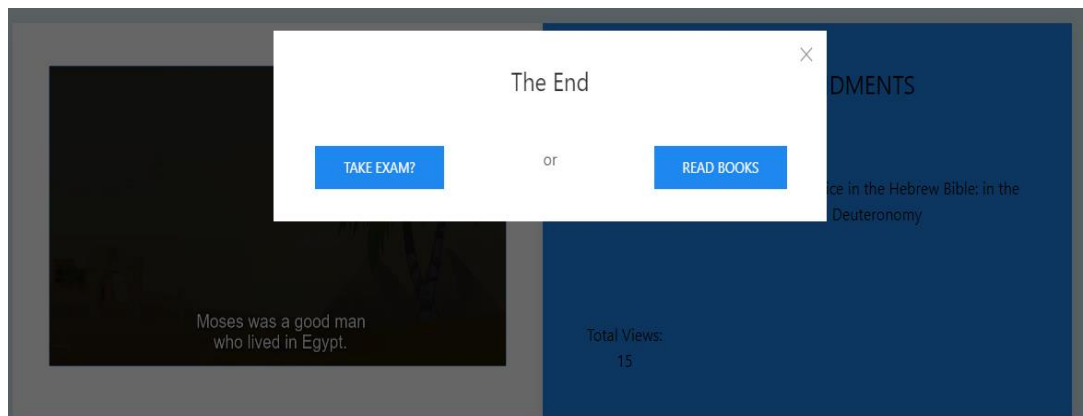 The End
TAKE EXAM?
or
READ BOOKS
DMENTS
ice in the Hebrew Bible: in the
Deuteronomy
Moses was a good man
who lived in Egypt.
Total Views:
15